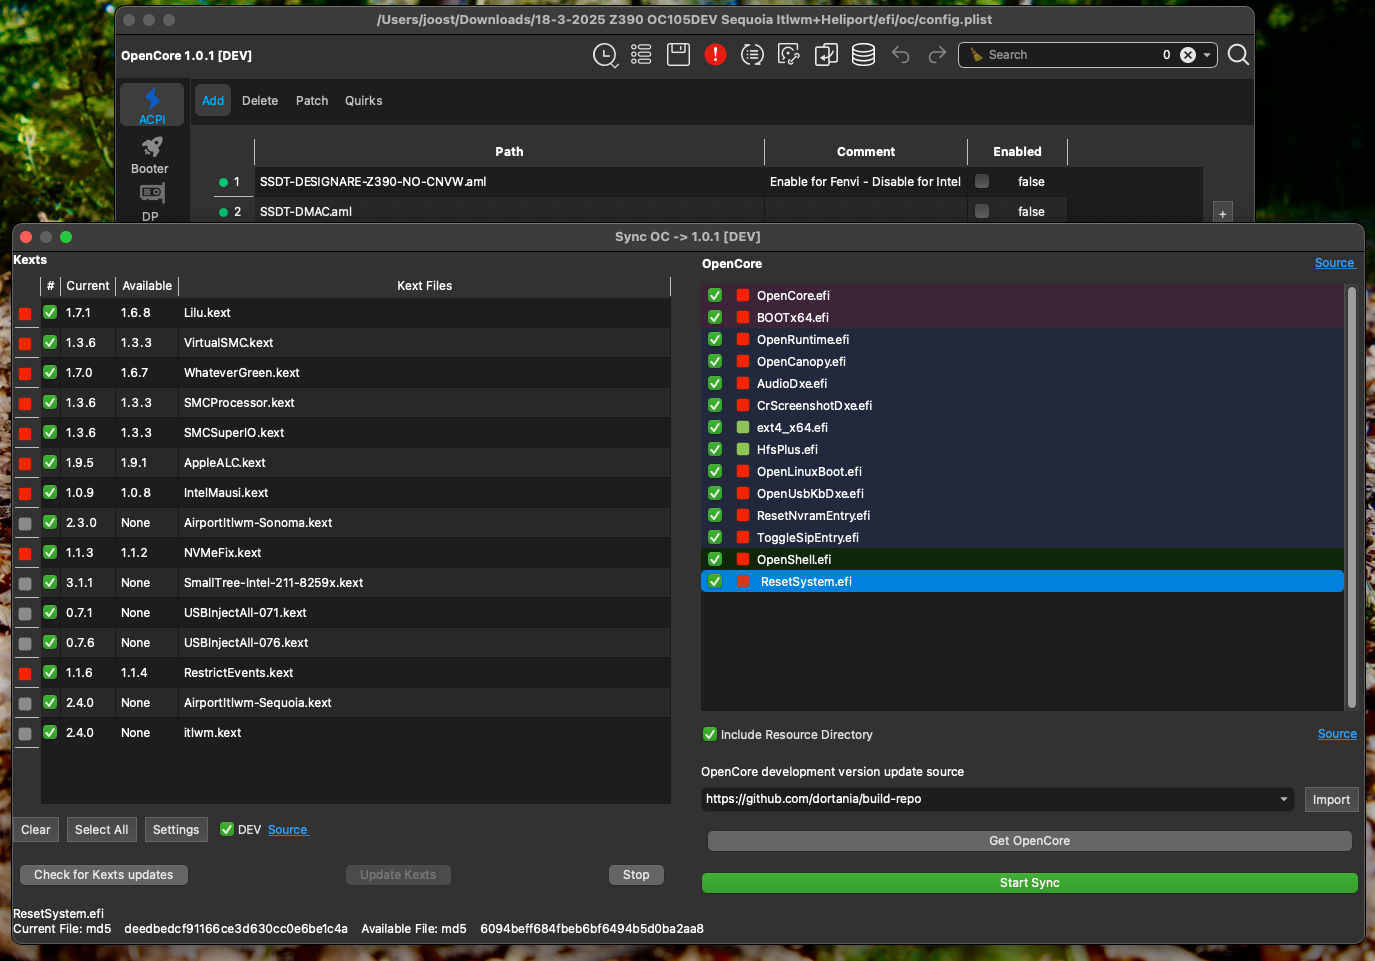 /Users/joost/Downloads/18-3-2025 Z390 OC105DEV Sequoia Itlwm+Heliport/efi/oc/config.plist
OpenCore 1.0.1 [DEV]
Search 0
ACPI
Add Delete Patch Quirks
Booter
DP
Path Comment Enabled
1 SSDT-DESIGNARE-Z390-NO-CNVW.aml Enable for Fenvi - Disable for Intel false
2 SSDT-DMAC.aml false
+
Sync OC -> 1.0.1 [DEV]
Kexts
# Current Available Kext Files
1.7.1 1.6.8 Lilu.kext
1.3.6 1.3.3 VirtualSMC.kext
1.7.0 1.6.7 WhateverGreen.kext
1.3.6 1.3.3 SMCProcessor.kext
1.3.6 1.3.3 SMCSuperIO.kext
1.9.5 1.9.1 AppleALC.kext
1.0.9 1.0.8 IntelMausi.kext
2.3.0 None AirportItlwm-Sonoma.kext
1.1.3 1.1.2 NVMeFix.kext
3.1.1 None SmallTree-Intel-211-8259x.kext
0.7.1 None USBInjectAll-071.kext
0.7.6 None USBInjectAll-076.kext
1.1.6 1.1.4 RestrictEvents.kext
2.4.0 None AirportItlwm-Sequoia.kext
2.4.0 None itlwm.kext
Clear Select All Settings DEV Source
Check for Kexts updates Update Kexts Stop
OpenCore Source
OpenCore.efi
BOOTx64.efi
OpenRuntime.efi
OpenCanopy.efi
AudioDxe.efi
CrScreenshotDxe.efi
ext4_x64.efi
HfsPlus.efi
OpenLinuxBoot.efi
OpenUsbKbDxe.efi
ResetNvramEntry.efi
ToggleSipEntry.efi
OpenShell.efi
ResetSystem.efi
Include Resource Directory Source
OpenCore development version update source
https://github.com/dortania/build-repo Import
Get OpenCore
Start Sync
ResetSystem.efi
Current File: md5 deedbedcf91166ce3d630cc0e6be1c4a Available File: md5 6094beff684fbeb6bf6494b5d0ba2aa8